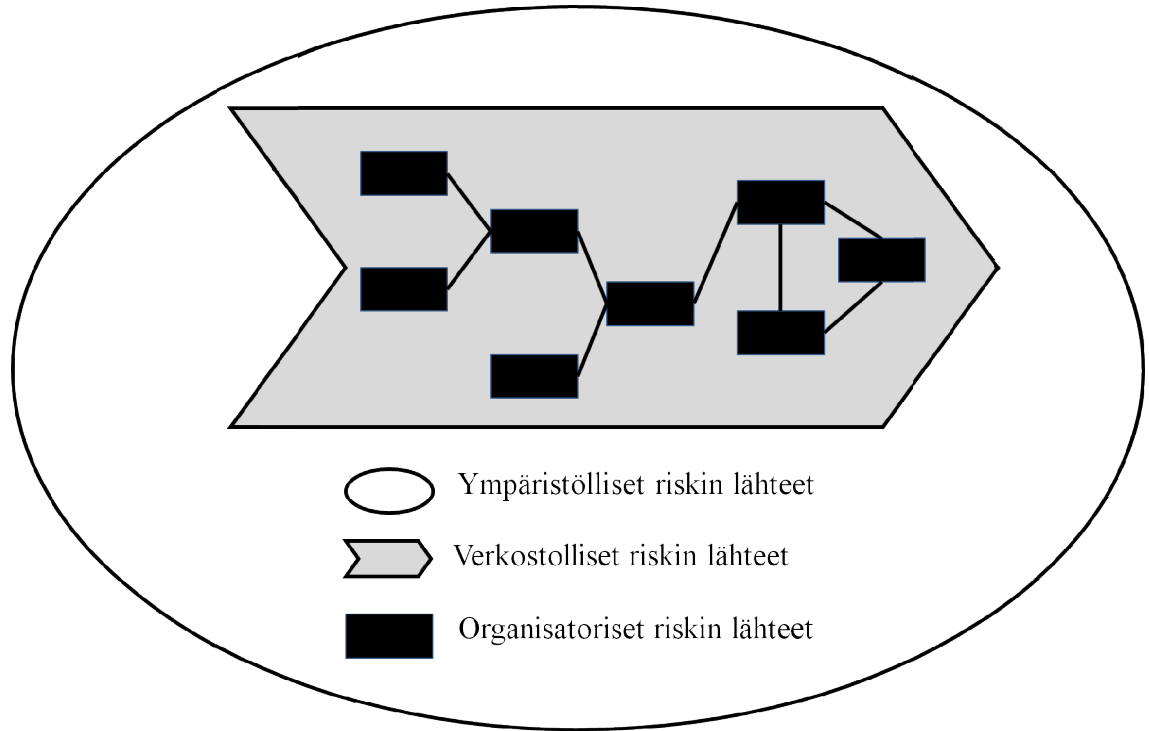 Ympäristölliset riskin lähteet
Verkostolliset riskin lähteet
Organisatoriset riskin lähteet